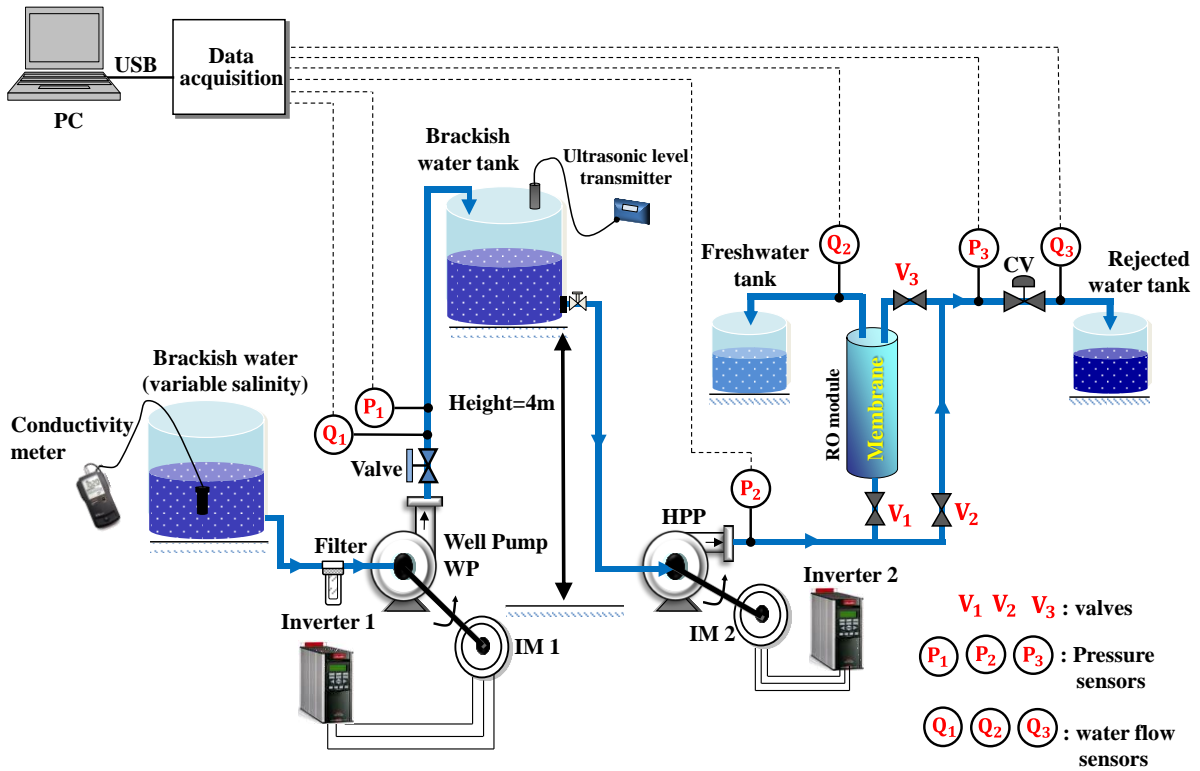 Data
acquisition
USB
PC
Brackish
water tank
Ultrasonic level
transmitter
Q2
P3
Q3
CV
Freshwater
tank
V3
Rejected
water tank
Brackish water
(variable salinity)
P1
Q1
Height=4m
RO module
Membrane
Conductivity
meter
Valve
P2
V1
V2
HPP
Filter
Well Pump
WP
Inverter 2
Inverter 1
IM 1
IM 2
V1 V2 V3 : valves
P1 P2 P3 : Pressure
sensors
Q1 Q2 Q3 : water flow
sensors